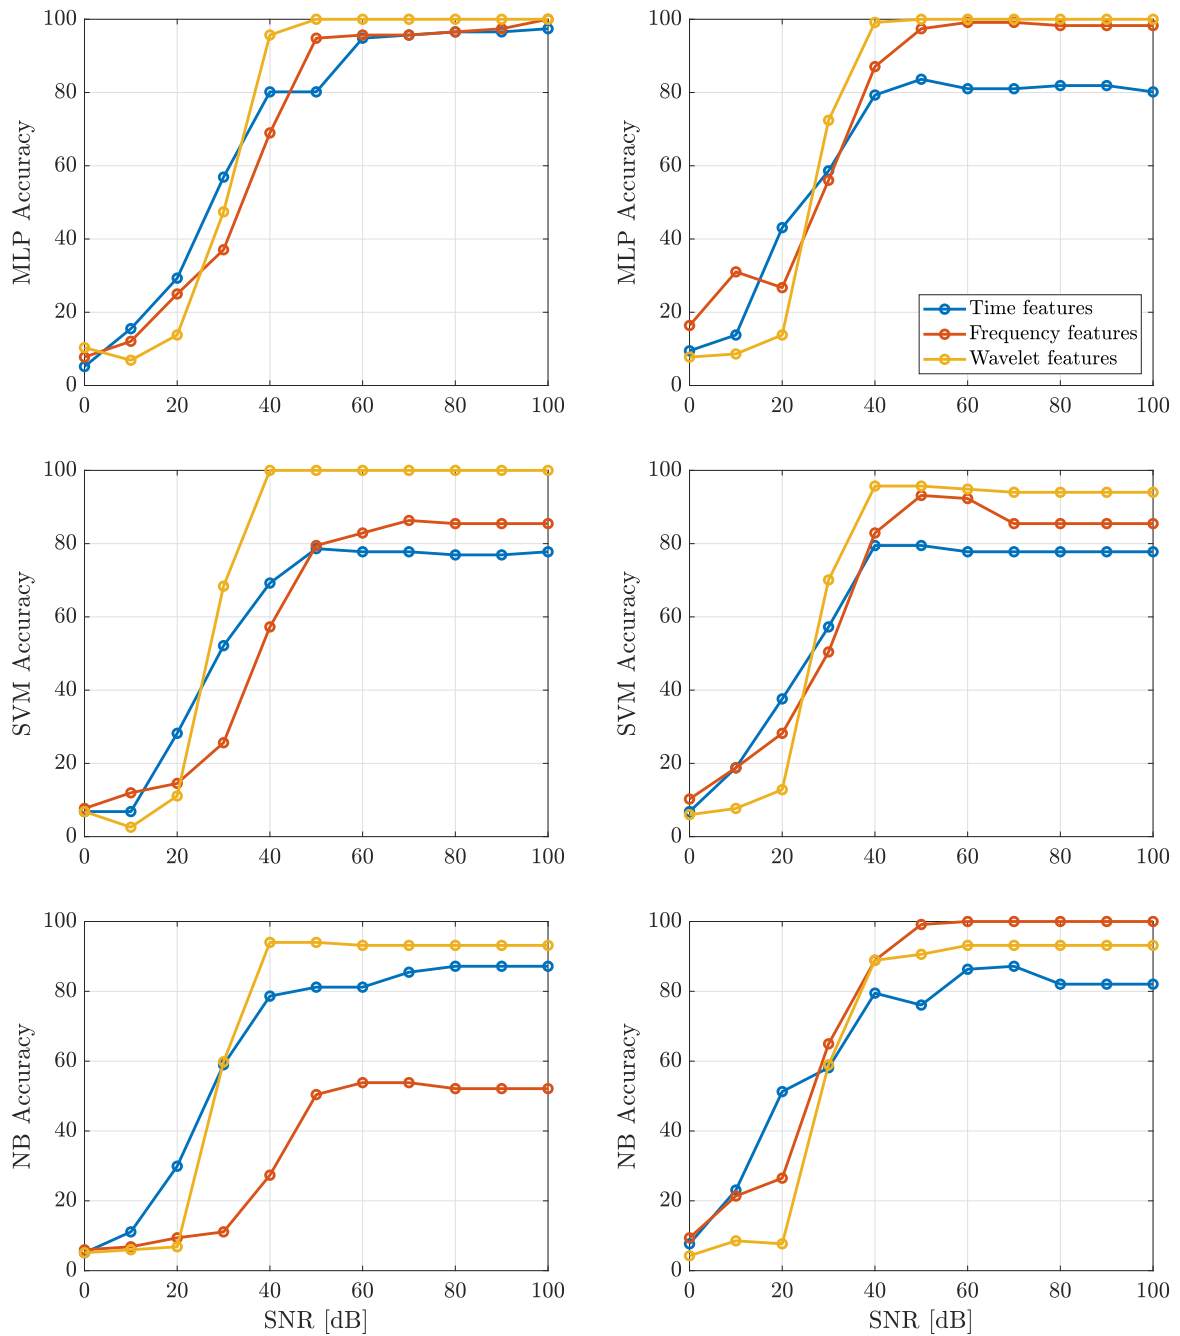 100
80
60
40
20
0
MLP Accuracy
0 20 40 60 80 100
100
80
60
40
20
0
MLP Accuracy
0 20 40 60 80 100
Time features
Frequency features
Wavelet features
100
80
60
40
20
0
SVM Accuracy
0 20 40 60 80 100
100
80
60
40
20
0
SVM Accuracy
0 20 40 60 80 100
100
80
60
40
20
0
NB Accuracy
0 20 40 60 80 100
SNR [dB]
100
80
60
40
20
0
NB Accuracy
0 20 40 60 80 100
SNR [dB]